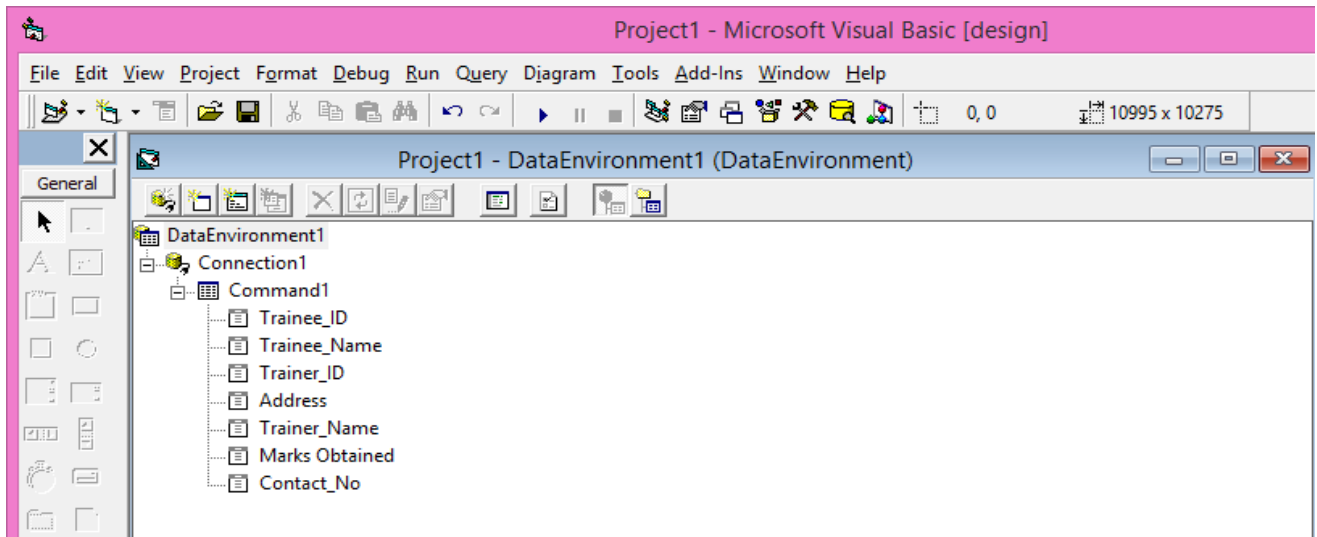 Project1 - Microsoft Visual Basic [design]
File Edit View Project Format Debug Run Query Diagram Tools Add-Ins Window Help
0, 0 10995 x 10275
Project1 - DataEnvironment1 (DataEnvironment)
General
DataEnvironment1
Connection1
Command1
Trainee_ID
Trainee_Name
Trainer_ID
Address
Trainer_Name
Marks Obtained
Contact_No